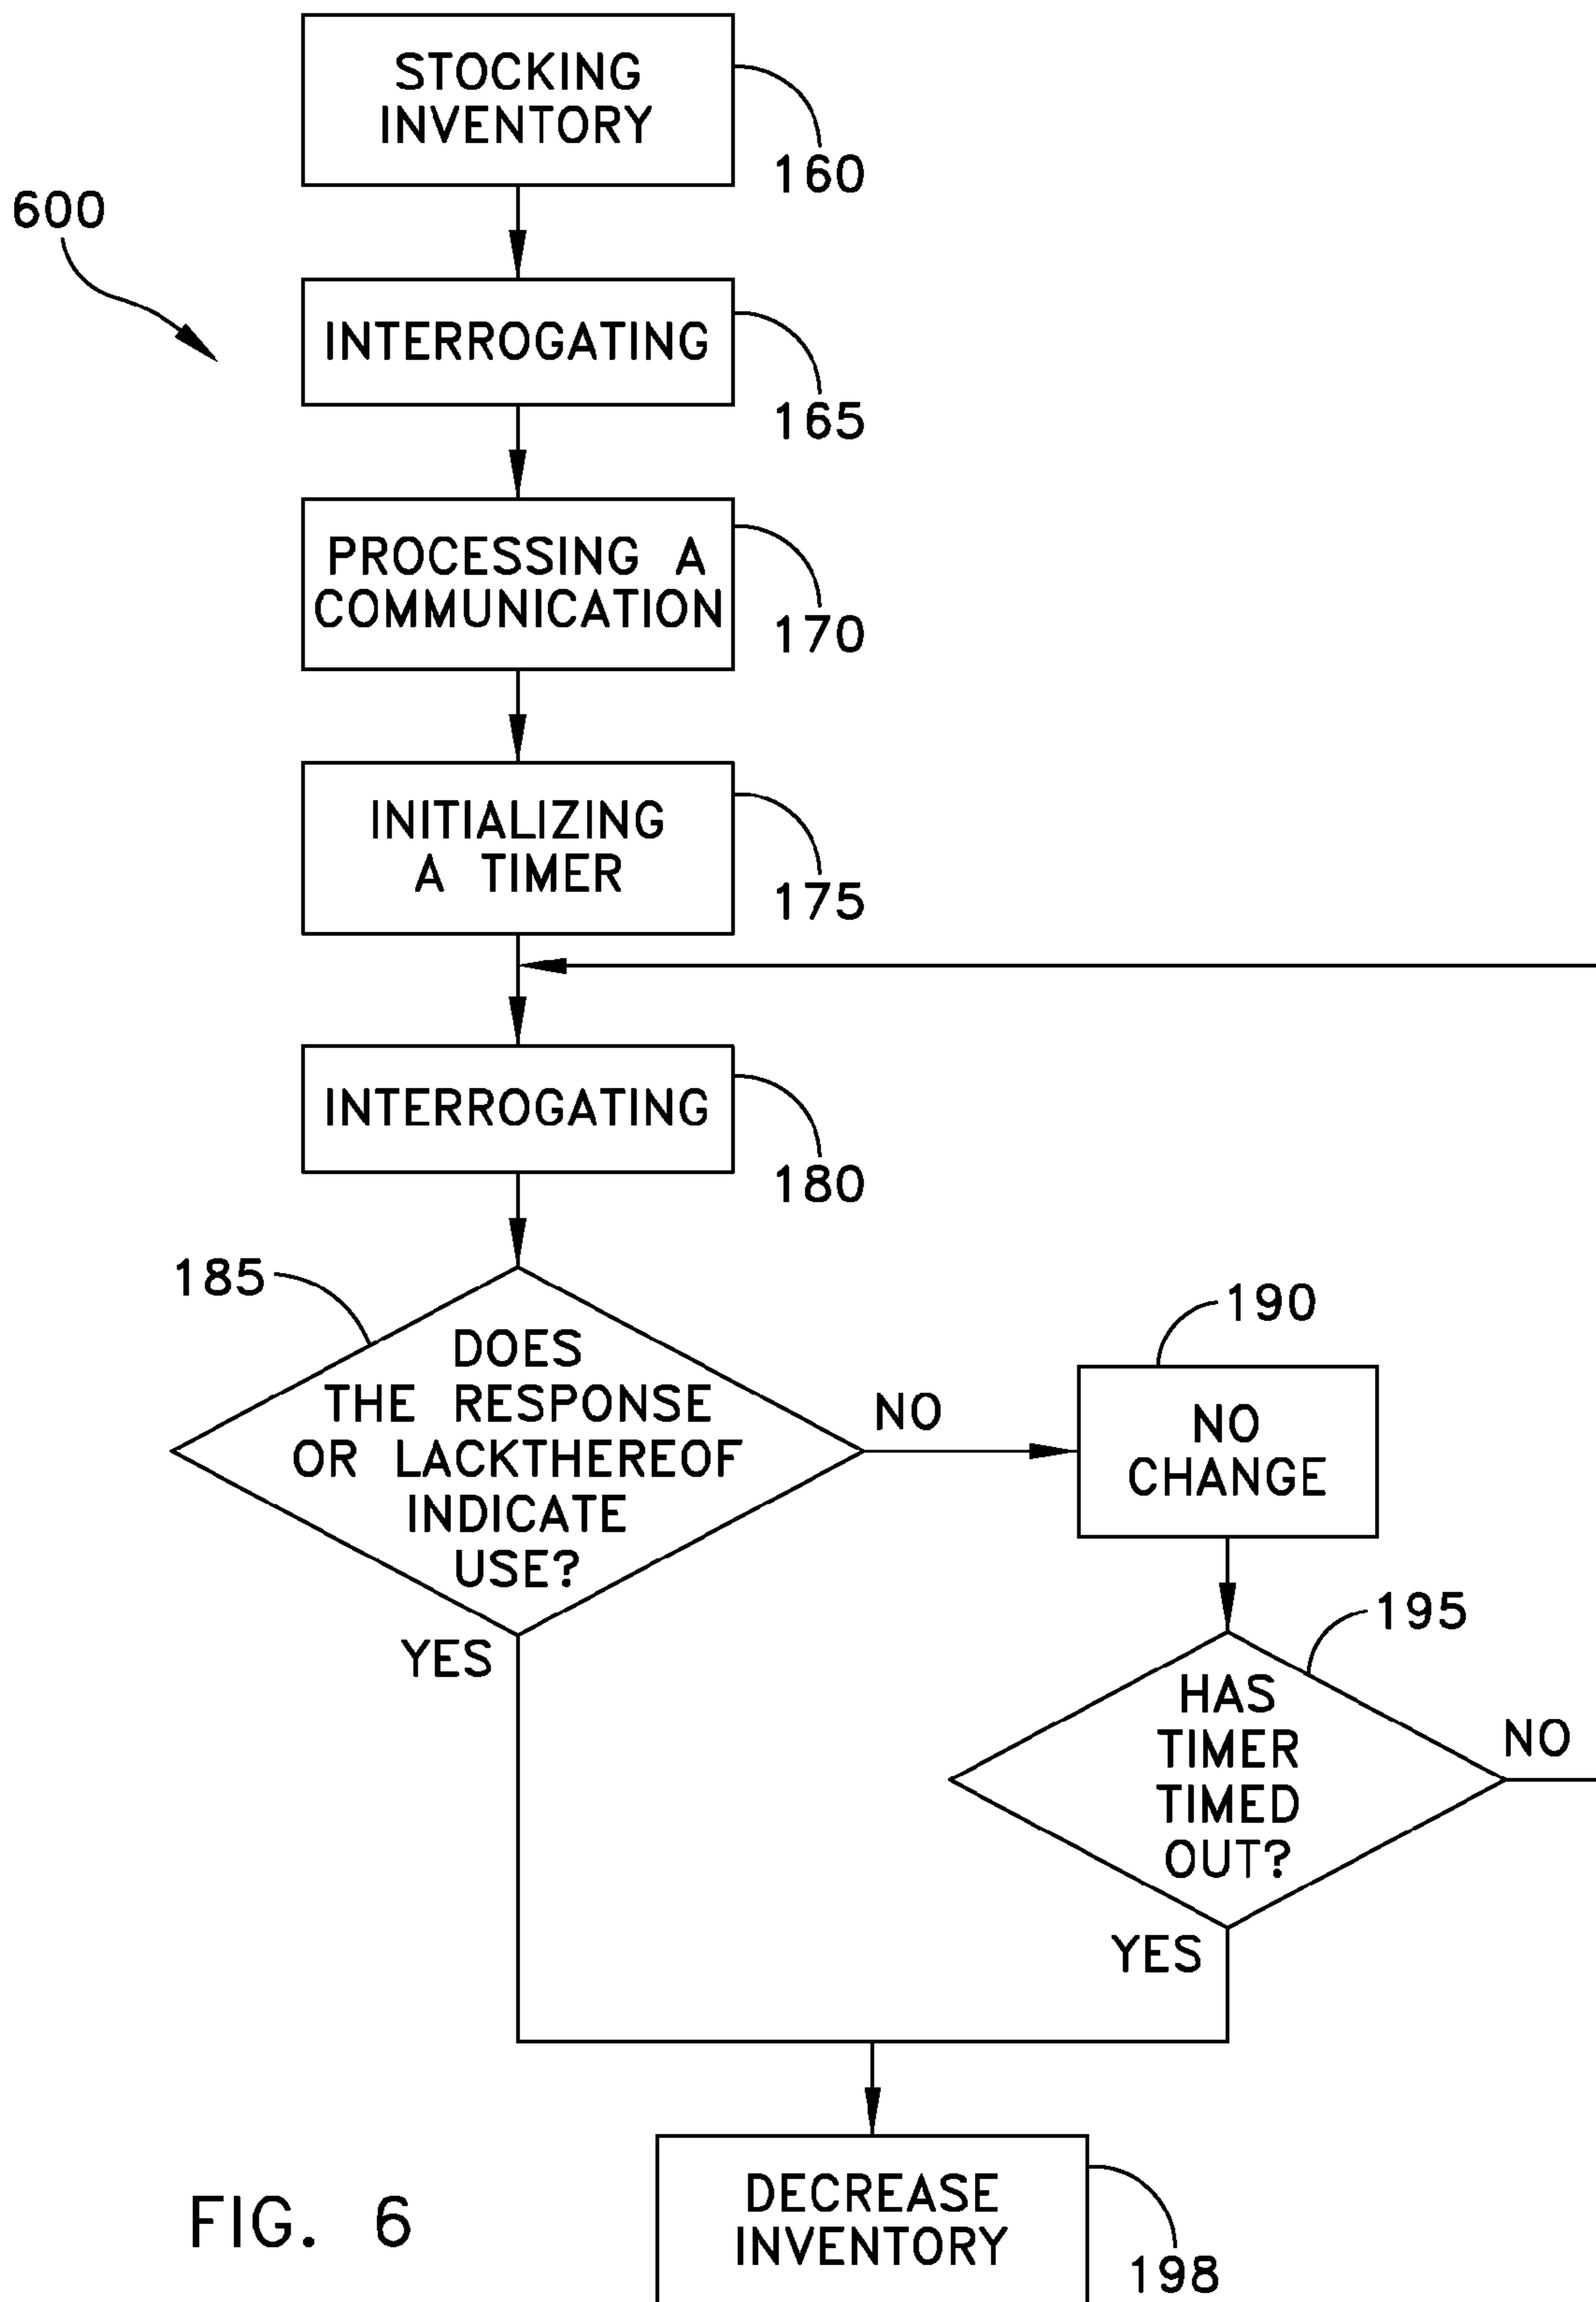 STOCKING
INVENTORY
160
600
INTERROGATING
165
PROCESSING A
COMMUNICATION
170
INITIALIZING
A TIMER
175
INTERROGATING
180
185
DOES
THE RESPONSE
OR LACKTHEREOF
INDICATE
USE?
NO
YES
190
NO
CHANGE
195
HAS
TIMER
TIMED
OUT?
NO
YES
DECREASE
INVENTORY
198
FIG. 6